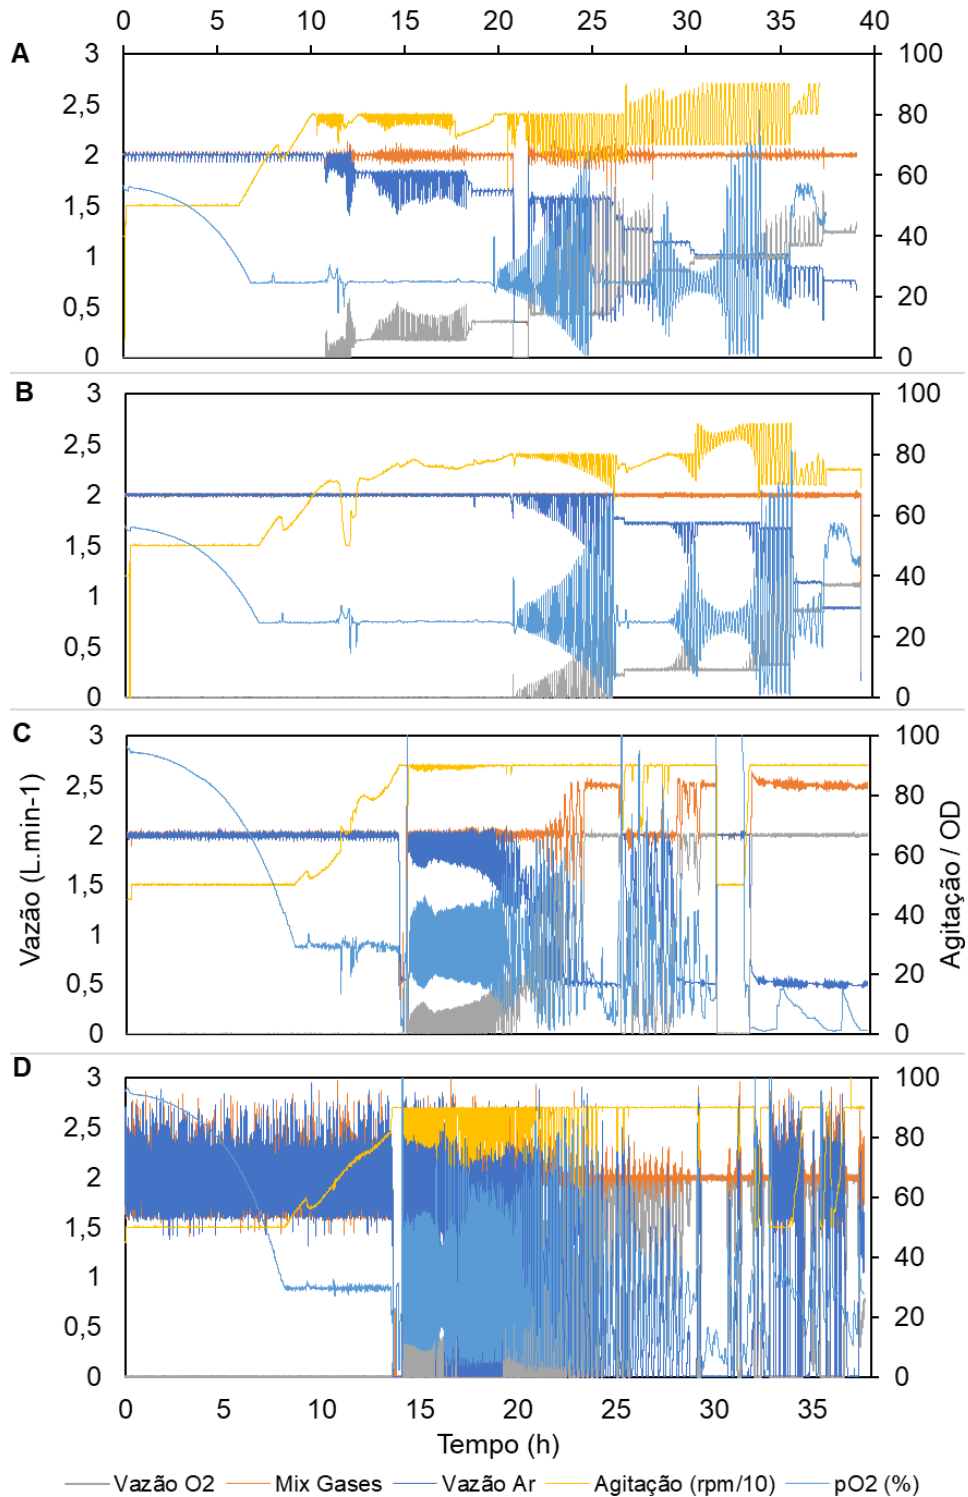 0 5 10 15 20 25 30 35 40
A
3 100
2,5 80
2 60
1,5
1 40
0,5 20
0 0
B
3 100
2,5 80
2 60
1,5
1 40
0,5 20
0 0
C
3 100
2,5 80
2 60
1,5
1 40
0,5 20
0 0
Vazão (L.min-1)
Agitação / OD
D
3 100
2,5 80
2 60
1,5
1 40
0,5 20
0 0
0 5 10 15 20 25 30 35
Tempo (h)
Vazão O2 Mix Gases Vazão Ar Agitação (rpm/10) pO2 (%)